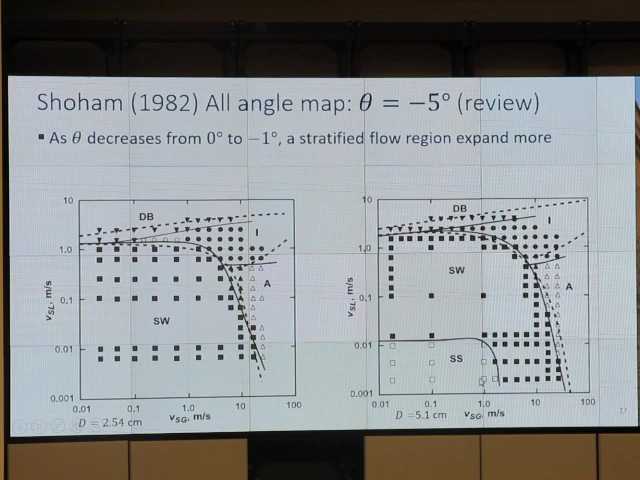 Shoham (1982) All angle map: θ = −5° (review)
▪ As θ decreases from 0° to −1°, a stratified flow region expand more
10
1.0
0.1
0.01
0.001
vSL, m/s
DB
I
A
SW
0.01 0.1 1.0 10 100
vSG, m/s
D = 2.54 cm
10
1,0
0.1
0.01
0.001
vSL, m/s
DB
I
SW
A
SS
0.01 0.1 1.0 10 100
vSG, m/s
D =5.1 cm
17